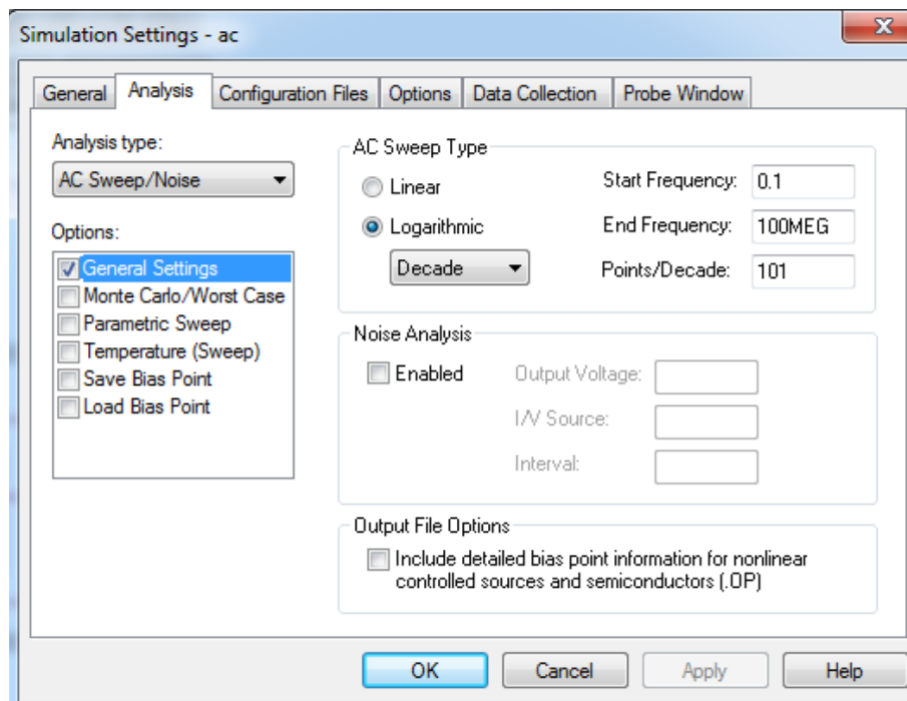 Simulation Settings - ac
General Analysis Configuration Files Options Data Collection Probe Window
Analysis type:
AC Sweep/Noise
Options:
General Settings
Monte Carlo/Worst Case
Parametric Sweep
Temperature (Sweep)
Save Bias Point
Load Bias Point
AC Sweep Type
Linear
Logarithmic
Decade
Start Frequency: 0.1
End Frequency: 100MEG
Points/Decade: 101
Noise Analysis
Enabled
Output Voltage:
I/V Source:
Interval:
Output File Options
Include detailed bias point information for nonlinear
controlled sources and semiconductors (.OP)
OK Cancel Apply Help